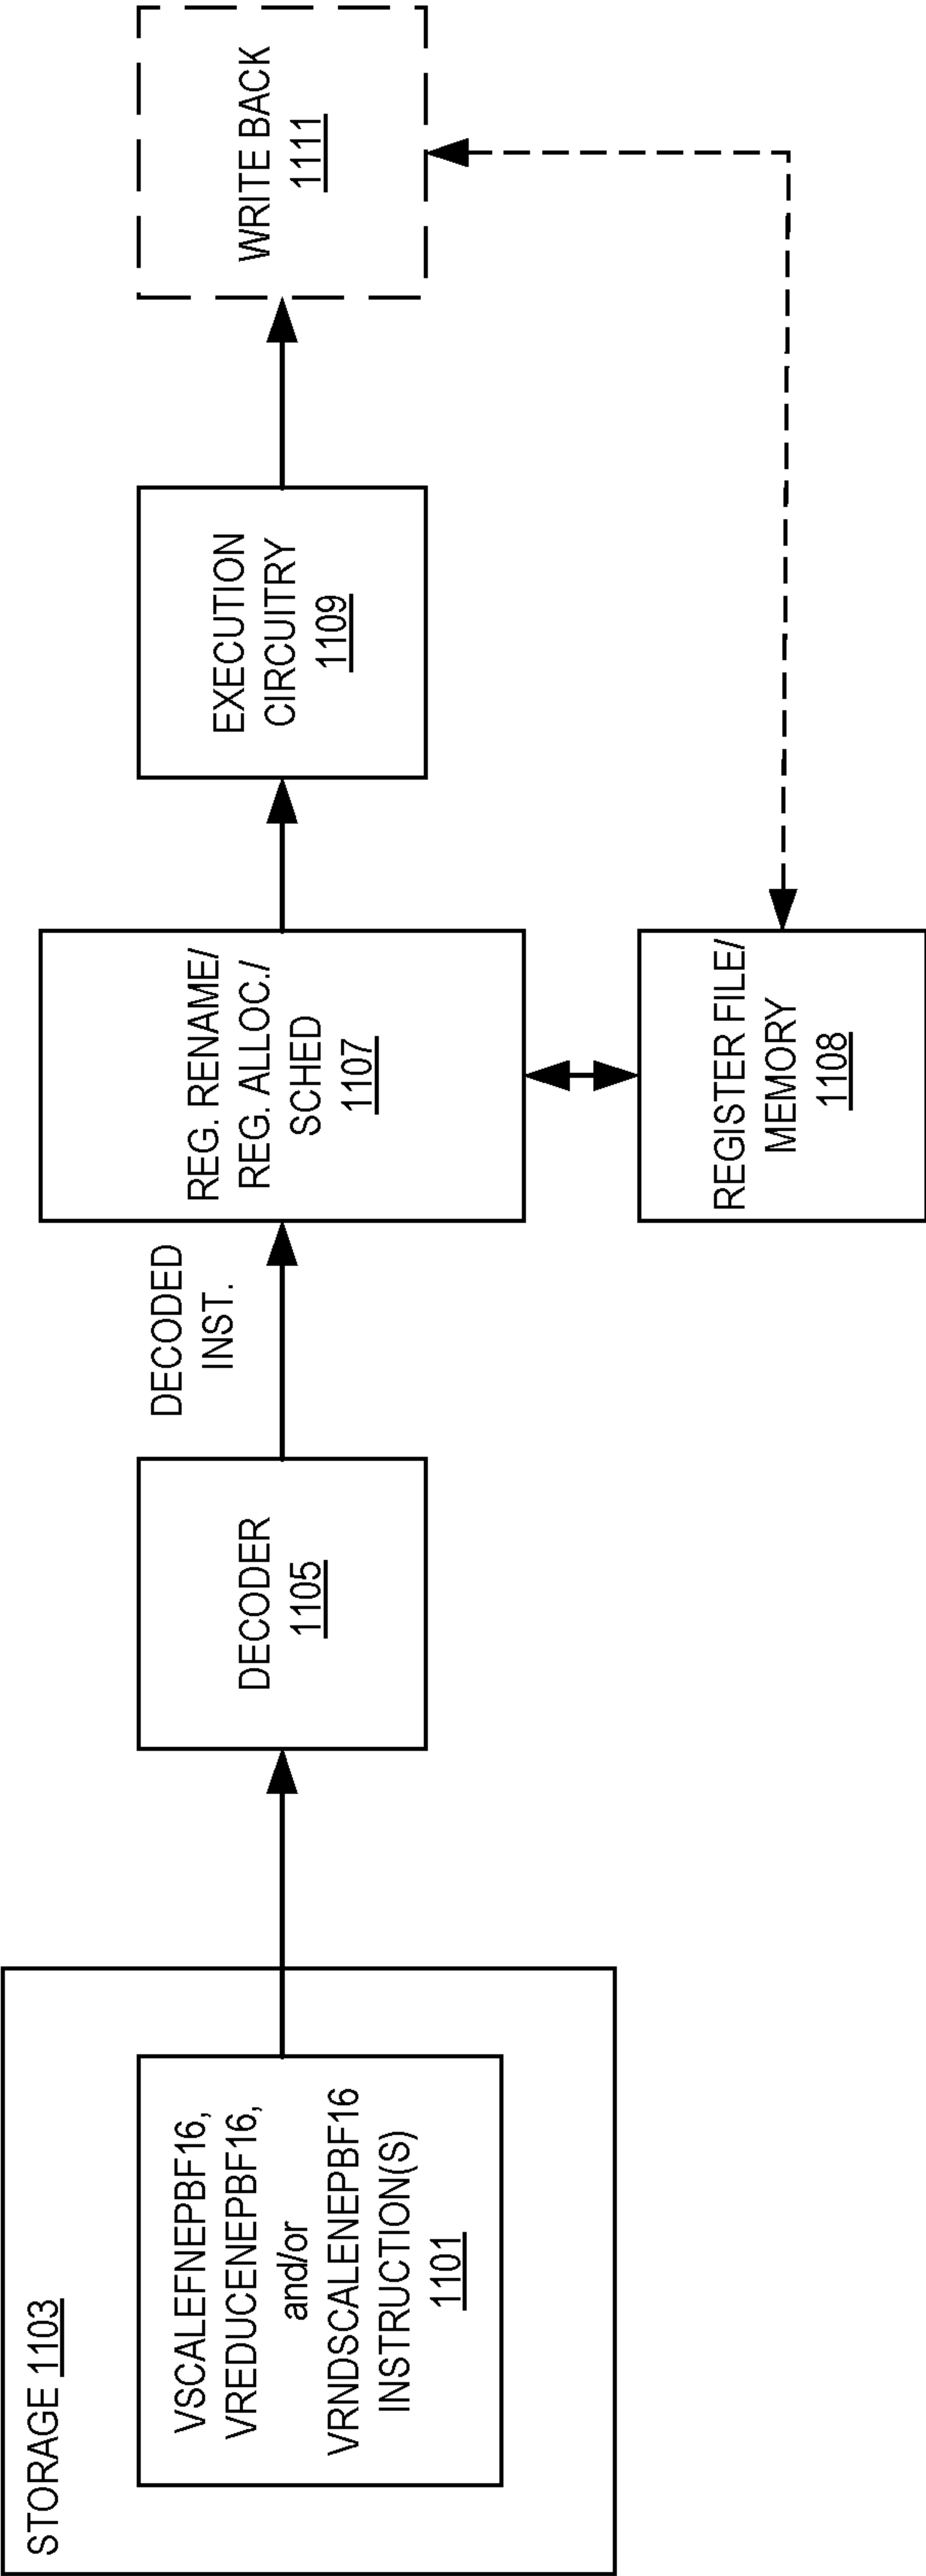 STORAGE 1103
VSCALEFNEPBF16,
VREDUCENEPBF16,
and/or
VRNDSCALENEPBF16
INSTRUCTION(S)
1101
DECODER
1105
DECODED
INST.
REG. RENAME/
REG. ALLOC./
SCHED
1107
REGISTER FILE/
MEMORY
1108
EXECUTION
CIRCUITRY
1109
WRITE BACK
1111